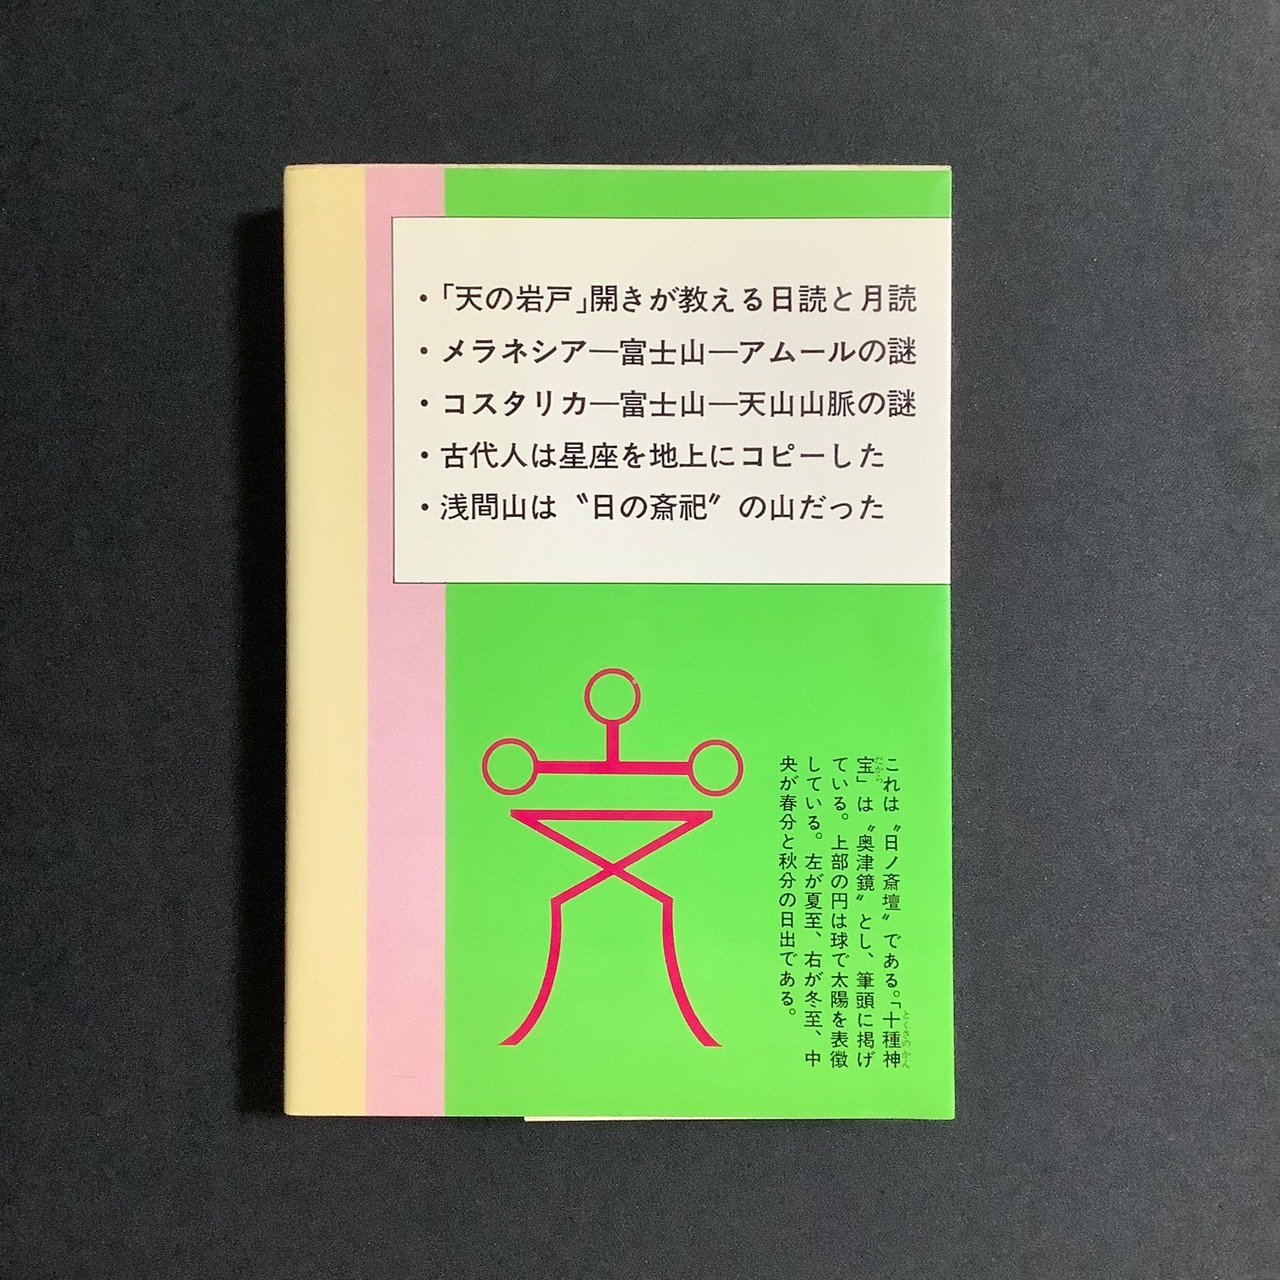 ・「天の岩戸」開きが教える日読と月読
・メラネシア―富士山―アムールの謎
・コスタリカ―富士山―天山山脈の謎
・古代人は星座を地上にコピーした
・浅間山は〝日の斎祀〞の山だった
これは〝日ノ斎壇〞である。「十種神
宝」は〝奥津鏡〞とし、筆頭に掲げ
ている。上部の円は球で太陽を表徴
している。左が夏至、右が冬至、中
央が春分と秋分の日出である。